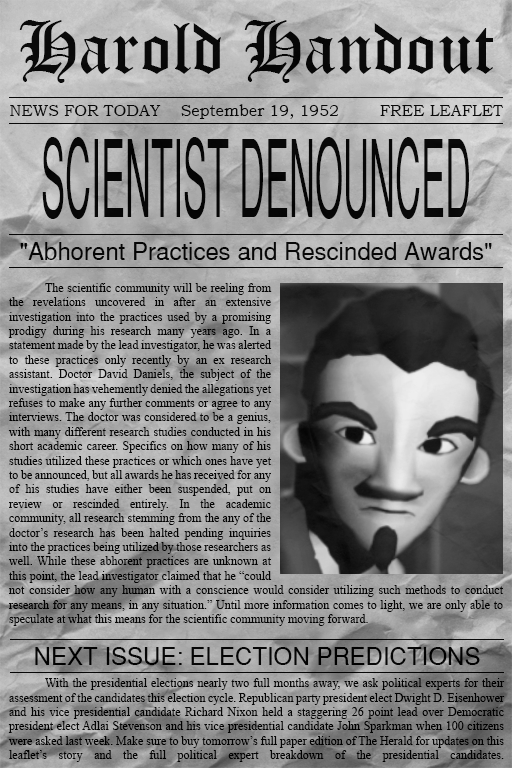 Harold Handout
NEWS FOR TODAY September 19, 1952 FREE LEAFLET
SCIENTIST DENOUNCED
"Abhorent Practices and Rescinded Awards"
The scientific community will be reeling from
the revelations uncovered in after an extensive
investigation into the practices used by a promising
prodigy during his research many years ago. In a
statement made by the lead investigator, he was alerted
to these practices only recently by an ex research
assistant. Doctor David Daniels, the subject of the
investigation has vehemently denied the allegations yet
refuses to make any further comments or agree to any
interviews. The doctor was considered to be a genius,
with many different research studies conducted in his
short academic career. Specifics on how many of his
studies utilized these practices or which ones have yet
to be announced, but all awards he has received for any
of his studies have either been suspended, put on
review or rescinded entirely. In the academic
community, all research stemming from the any of the
doctor's research has been halted pending inquiries
into the practices being utilized by those researchers as
well. While these abhorent practices are unknown at
this point, the lead investigator claimed that he “could
not consider how any human with a conscience would consider utilizing such methods to conduct
research for any means, in any situation.” Until more information comes to light, we are only able to
speculate at what this means for the scientific community moving forward.
NEXT ISSUE: ELECTION PREDICTIONS
With the presidential elections nearly two full months away, we ask political experts for their
assessment of the candidates this election cycle. Republican party president elect Dwight D. Eisenhower
and his vice presidential candidate Richard Nixon held a staggering 26 point lead over Democratic
president elect Adlai Stevenson and his vice presidential candidate John Sparkman when 100 citizens
were asked last week. Make sure to buy tomorrow's full paper edition of The Herald for updates on this
leaflet's story and the full political expert breakdown of the presidential candidates.